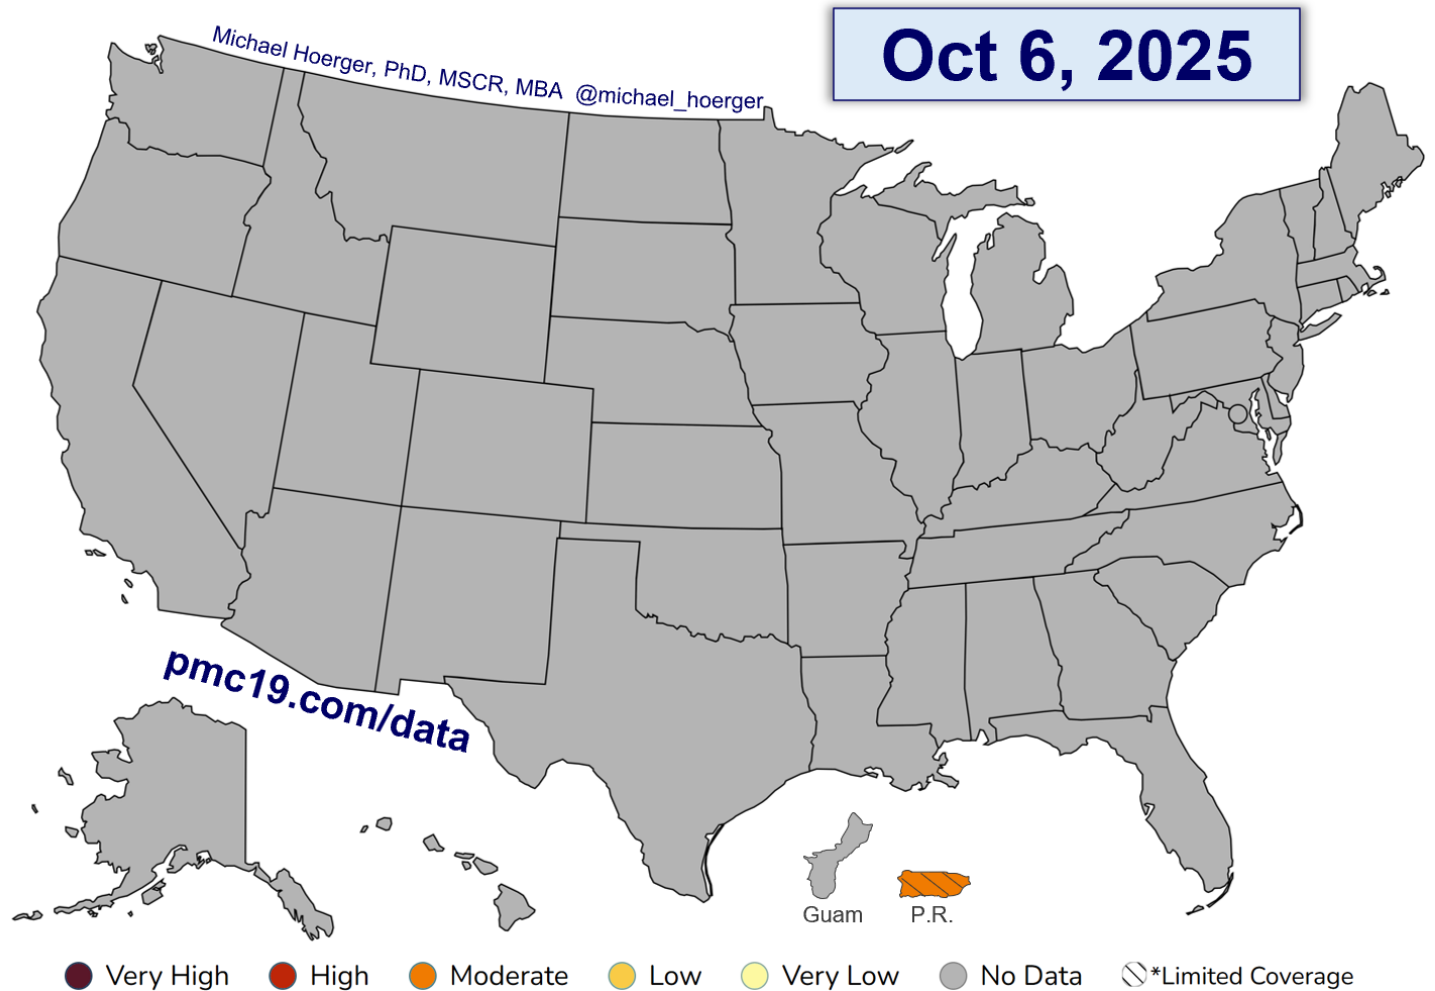 Oct 6, 2025
Michael Hoerger, PhD, MSCR, MBA @michael_hoerger
pmc19.com/data
Guam
P.R.
Very High
High
Moderate
Low
Very Low
No Data
*Limited Coverage